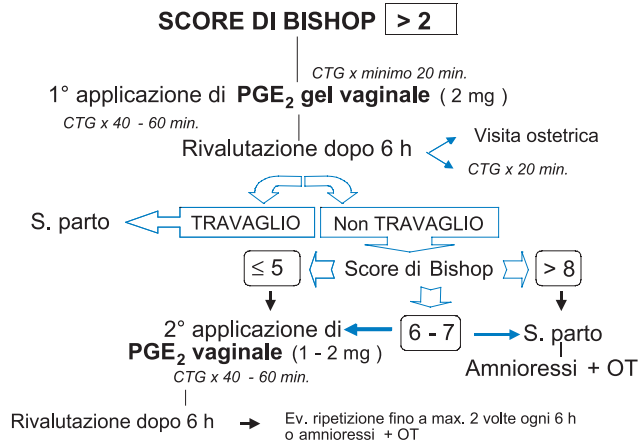 SCORE DI BISHOP > 2
CTG x minimo 20 min.
1° applicazione di PGE2 gel vaginale ( 2 mg )
CTG x 40 - 60 min.
Rivalutazione dopo 6 h
Visita ostetrica
CTG x 20 min.
S. parto
TRAVAGLIO
Non TRAVAGLIO
≤ 5
Score di Bishop
> 8
2° applicazione di
PGE2 vaginale (1 - 2 mg )
6 - 7
S. parto
Amnioressi + OT
CTG x 40 - 60 min.
Rivalutazione dopo 6 h
Ev. ripetizione fino a max. 2 volte ogni 6 h
o amnioressi + OT